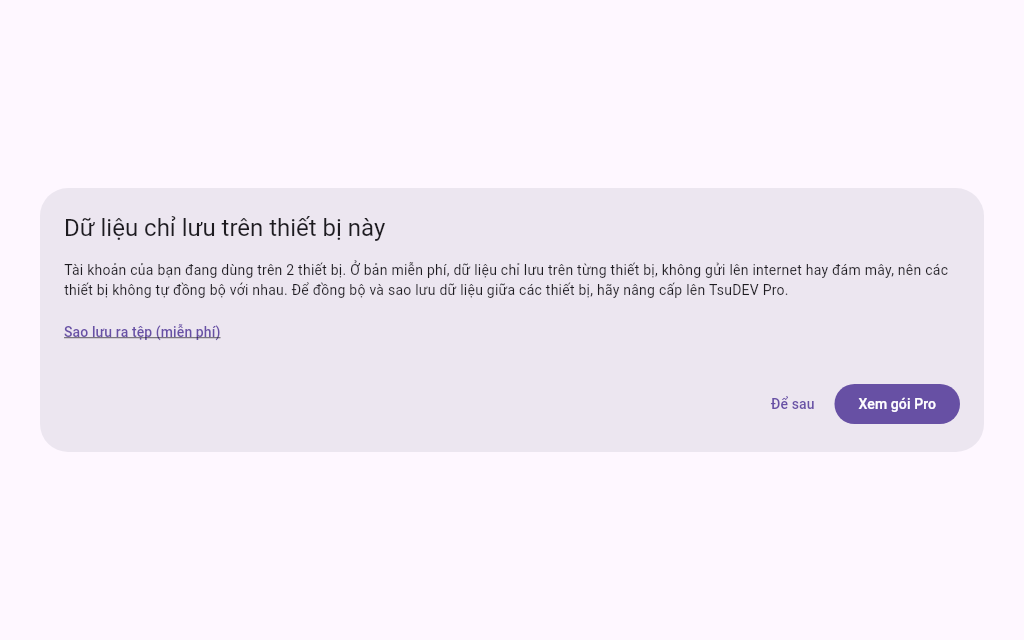 Dữ liệu chỉ lưu trên thiết bị này
Tài khoản của bạn đang dùng trên 2 thiết bị. Ở bản miễn phí, dữ liệu chỉ lưu trên từng thiết bị, không gửi lên internet hay đám mây, nên các
thiết bị không tự đồng bộ với nhau. Để đồng bộ và sao lưu dữ liệu giữa các thiết bị, hãy nâng cấp lên TsuDEV Pro.
Sao lưu ra tệp (miễn phí)
Để sau
Xem gói Pro